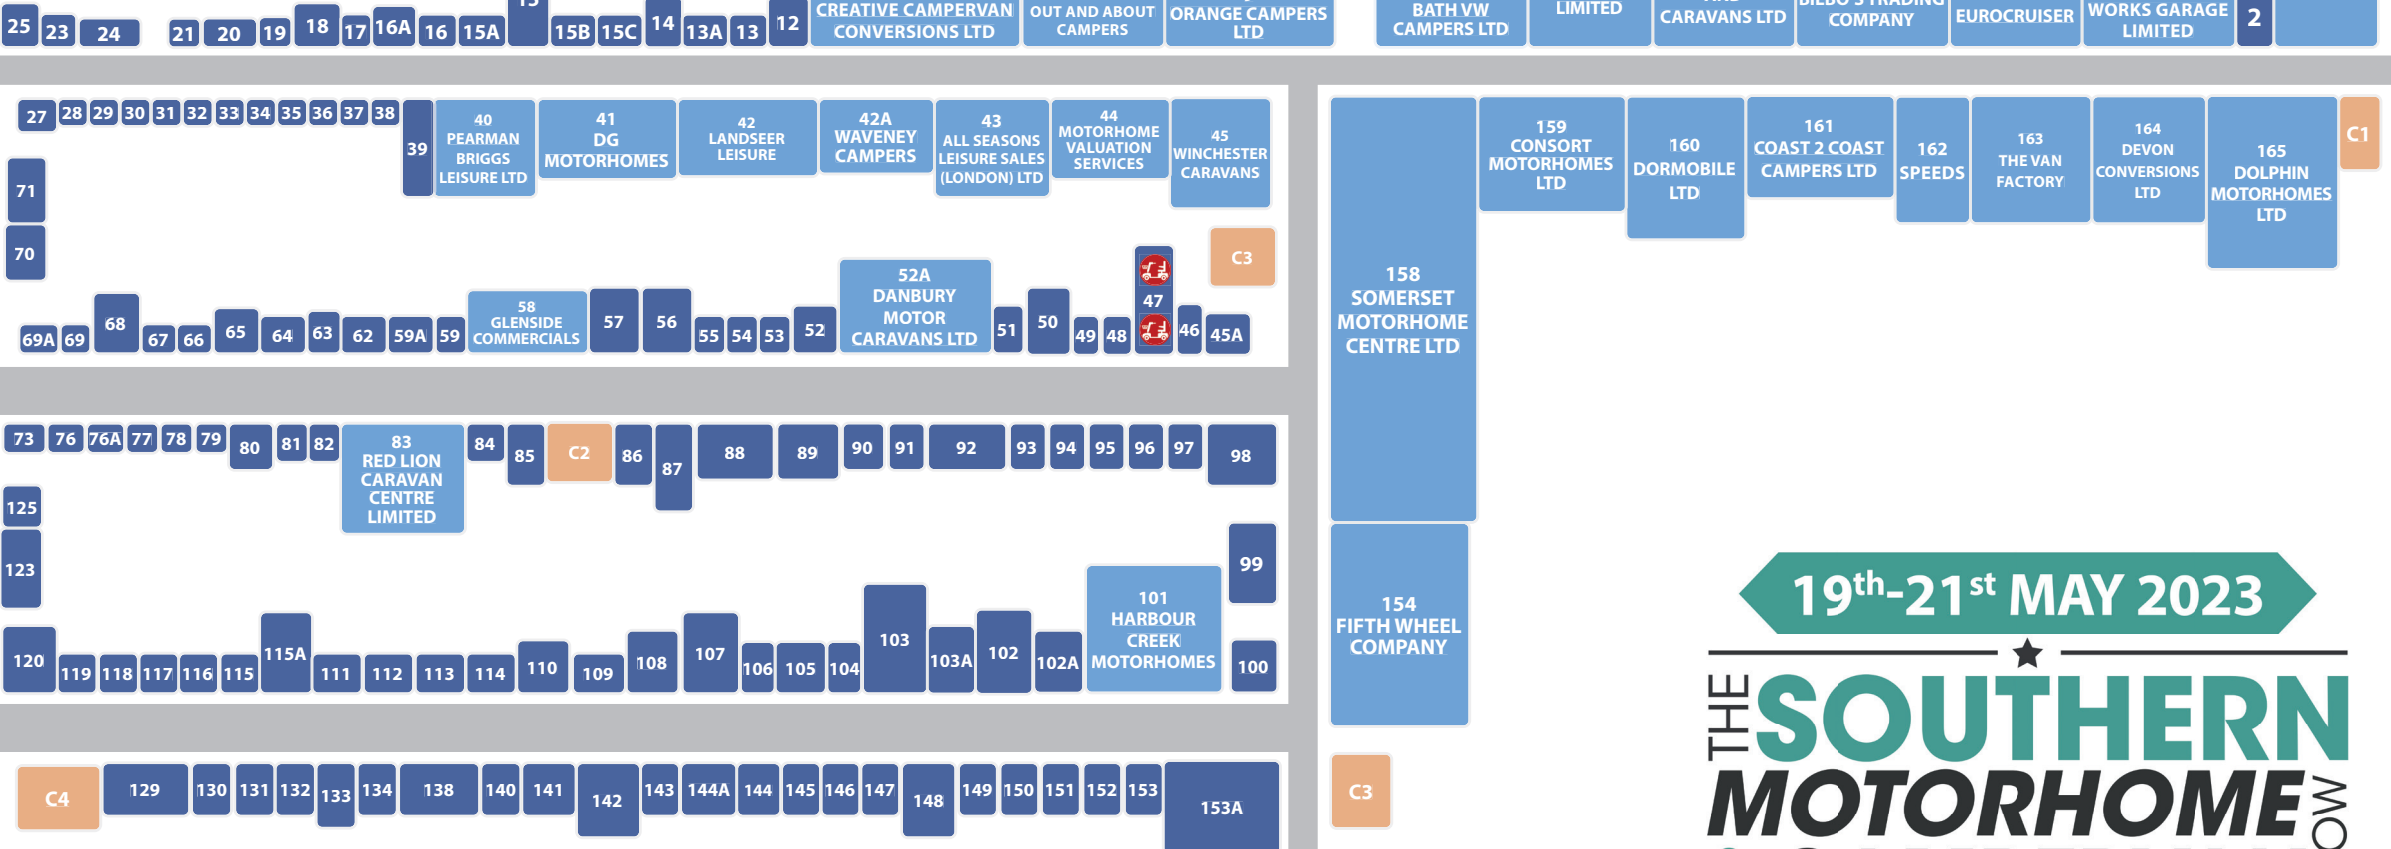 25 23 24 21 20 19 18 17 16A 16 15A 15 15B 15C 14 13A 13 12
CREATIVE CAMPERVAN
CONVERSIONS LTD
OUT AND ABOUT
CAMPERS
ORANGE CAMPERS
LTD
BATH VW
CAMPERS LTD
LIMITED
CARAVANS LTD
BILBO'S TRADING
COMPANY
EUROCRUISER
WORKS GARAGE
LIMITED
2
27 28 29 30 31 32 33 34 35 36 37 38
39
40
PEARMAN
BRIGGS
LEISURE LTD
41
DG
MOTORHOMES
42
LANDSEER
LEISURE
42A
WAVENEY
CAMPERS
43
ALL SEASONS
LEISURE SALES
(LONDON) LTD
44
MOTORHOME
VALUATION
SERVICES
45
WINCHESTER
CARAVANS
71
70
C3
69A 69 68 67 66 65 64 63 62 59A 59
58
GLENSIDE
COMMERCIALS
57 56 55 54 53 52
52A
DANBURY
MOTOR
CARAVANS LTD
51 50 49 48 47 46 45A
158
SOMERSET
MOTORHOME
CENTRE LTD
159
CONSORT
MOTORHOMES
LTD
160
DORMOBILE
LTD
161
COAST 2 COAST
CAMPERS LTD
162
SPEEDS
163
THE VAN
FACTORY
164
DEVON
CONVERSIONS
LTD
165
DOLPHIN
MOTORHOMES
LTD
C1
73 76 76A 77 78 79 80 81 82
83
RED LION
CARAVAN
CENTRE
LIMITED
84 85 C2 86 87 88 89 90 91 92 93 94 95 96 97 98
125
123
99
120 119 118 117 116 115 115A 111 112 113 114 110 109 108 107 106 105 104 103 103A 102 102A
101
HARBOUR
CREEK
MOTORHOMES
100
154
FIFTH WHEEL
COMPANY
C3
C4 129 130 131 132 133 134 138 140 141 142 143 144A 144 145 146 147 148 149 150 151 152 153 153A
19th-21st MAY 2023
THE
SOUTHERN
MOTORHOME